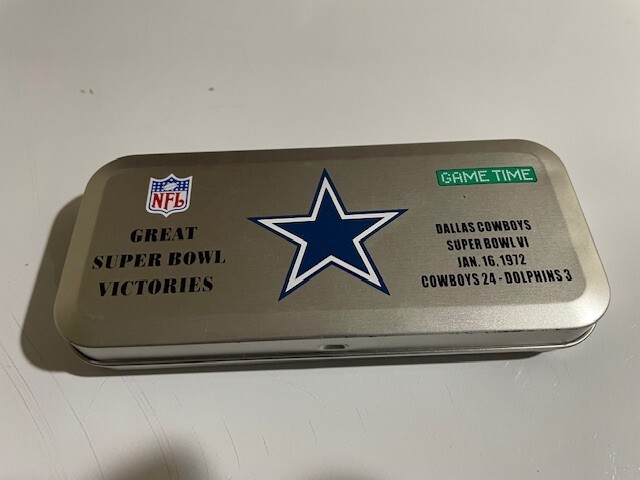 NFL
GREAT
SUPER BOWL
VICTORIES
GAME TIME
DALLAS COWBOYS
SUPER BOWL VI
JAN. 16, 1972
COWBOYS 24 - DOLPHINS 3